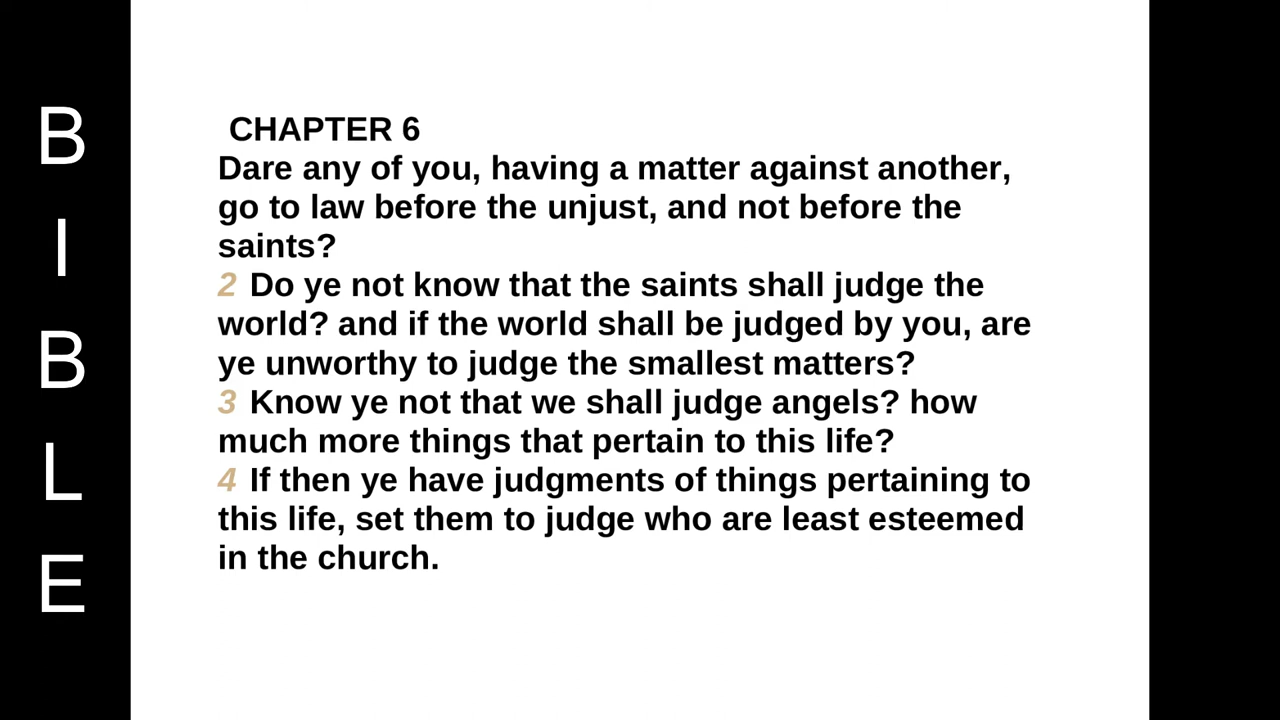 B
I
B
L
E
CHAPTER 6
Dare any of you, having a matter against another,
go to law before the unjust, and not before the
saints?
2 Do ye not know that the saints shall judge the
world? and if the world shall be judged by you, are
ye unworthy to judge the smallest matters?
3 Know ye not that we shall judge angels? how
much more things that pertain to this life?
4 If then ye have judgments of things pertaining to
this life, set them to judge who are least esteemed
in the church.